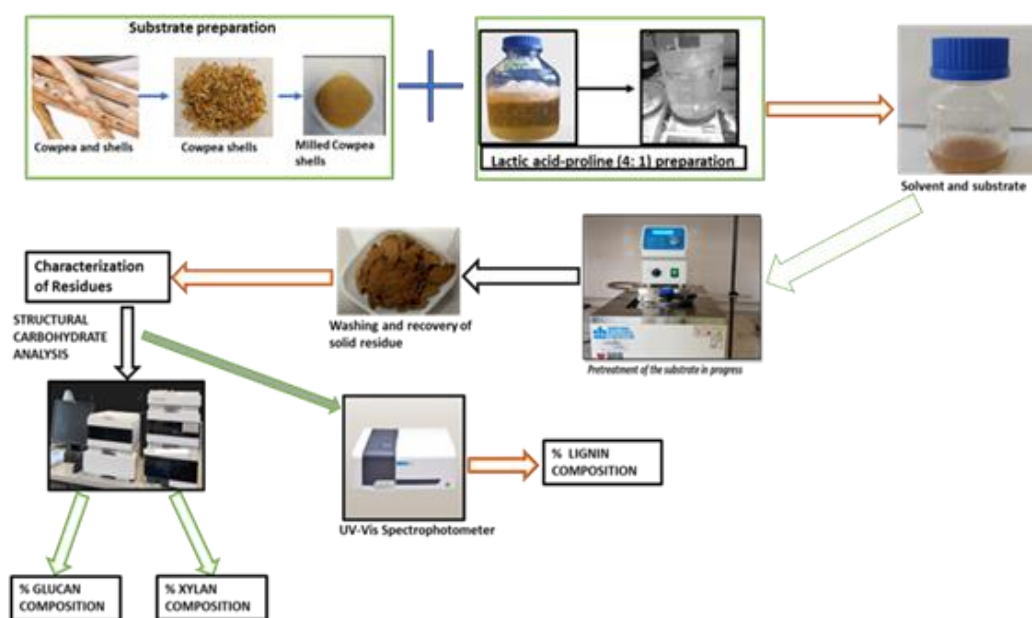 Substrate preparation
Cowpea and shells
Cowpea shells
Milled Cowpea
shells
Lactic acid-proline (4: 1) preparation
Solvent and substrate
Characterization
of Residues
Washing and recovery of
solid residue
Pretreatment of the substrate in progress
STRUCTURAL
CARBOHYDRATE
ANALYSIS
% LIGNIN
COMPOSITION
UV-Vis Spectrophotometer
% GLUCAN
COMPOSITION
% XYLAN
COMPOSITION